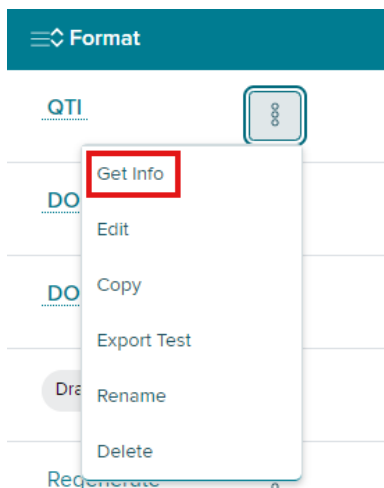 Format
QTI
Get Info
DO
Edit
DO
Copy
Export Test
Dra
Rename
Delete
Regenerate